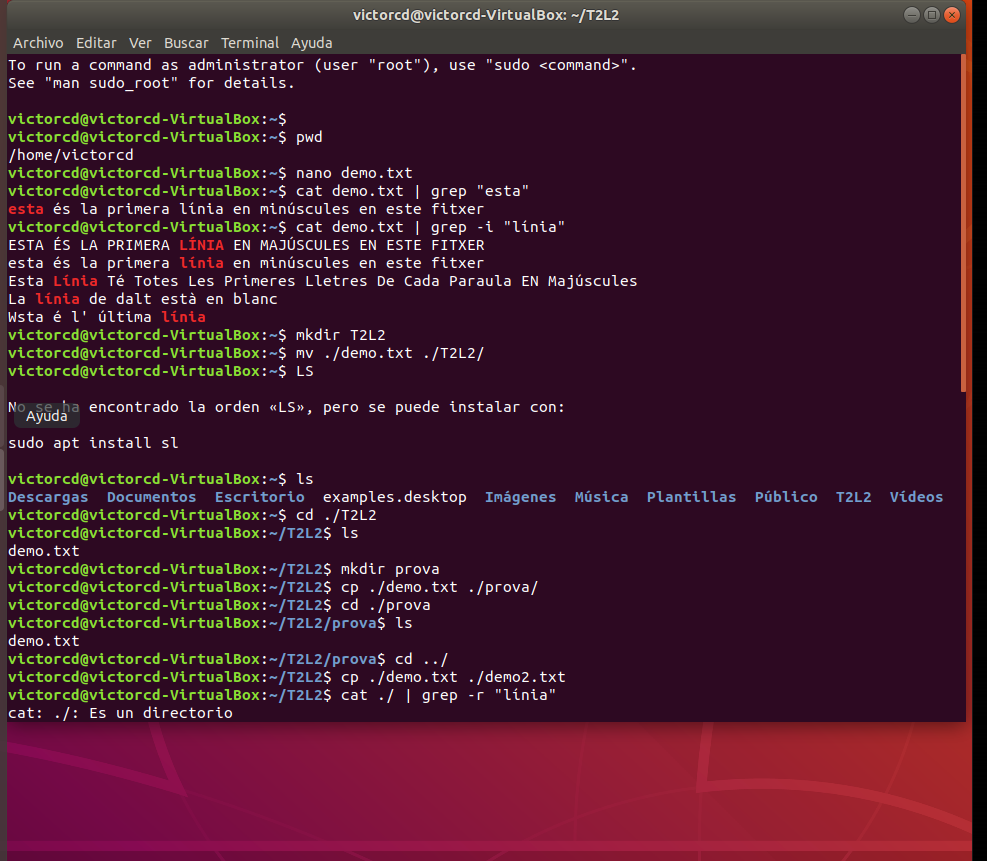 victorcd@victorcd-VirtualBox: ~/T2L2
Archivo Editar Ver Buscar Terminal Ayuda
To run a command as administrator (user "root"), use "sudo <command>".
See "man sudo_root" for details.
victorcd@victorcd-VirtualBox:~$
victorcd@victorcd-VirtualBox:~$ pwd
/home/victorcd
victorcd@victorcd-VirtualBox:~$ nano demo.txt
victorcd@victorcd-VirtualBox:~$ cat demo.txt | grep "esta"
esta és la primera línia en minúscules en este fitxer
victorcd@victorcd-VirtualBox:~$ cat demo.txt | grep -i "línia"
ESTA ÉS LA PRIMERA LÍNIA EN MAJÚSCULES EN ESTE FITXER
esta és la primera línia en minúscules en este fitxer
Esta Línia Té Totes Les Primeres Lletres De Cada Paraula EN Majúscules
La línia de dalt està en blanc
Wsta é l' última línia
victorcd@victorcd-VirtualBox:~$ mkdir T2L2
victorcd@victorcd-VirtualBox:~$ mv ./demo.txt ./T2L2/
victorcd@victorcd-VirtualBox:~$ LS
No se ha encontrado la orden «LS», pero se puede instalar con:
Ayuda
sudo apt install sl
victorcd@victorcd-VirtualBox:~$ ls
Descargas Documentos Escritorio examples.desktop Imágenes Música Plantillas Público T2L2 Vídeos
victorcd@victorcd-VirtualBox:~$ cd ./T2L2
victorcd@victorcd-VirtualBox:~/T2L2$ ls
demo.txt
victorcd@victorcd-VirtualBox:~/T2L2$ mkdir prova
victorcd@victorcd-VirtualBox:~/T2L2$ cp ./demo.txt ./prova/
victorcd@victorcd-VirtualBox:~/T2L2$ cd ./prova
victorcd@victorcd-VirtualBox:~/T2L2/prova$ ls
demo.txt
victorcd@victorcd-VirtualBox:~/T2L2/prova$ cd ../
victorcd@victorcd-VirtualBox:~/T2L2$ cp ./demo.txt ./demo2.txt
victorcd@victorcd-VirtualBox:~/T2L2$ cat ./ | grep -r "línia"
cat: ./: Es un directorio